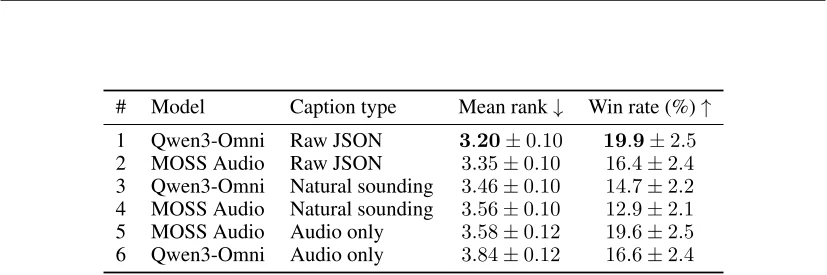 # Model Caption type Mean rank ↓ Win rate (%) ↑
1 Qwen3-Omni Raw JSON 3.20 ± 0.10 19.9 ± 2.5
2 MOSS Audio Raw JSON 3.35 ± 0.10 16.4 ± 2.4
3 Qwen3-Omni Natural sounding 3.46 ± 0.10 14.7 ± 2.2
4 MOSS Audio Natural sounding 3.56 ± 0.10 12.9 ± 2.1
5 MOSS Audio Audio only 3.58 ± 0.12 19.6 ± 2.5
6 Qwen3-Omni Audio only 3.84 ± 0.12 16.6 ± 2.4